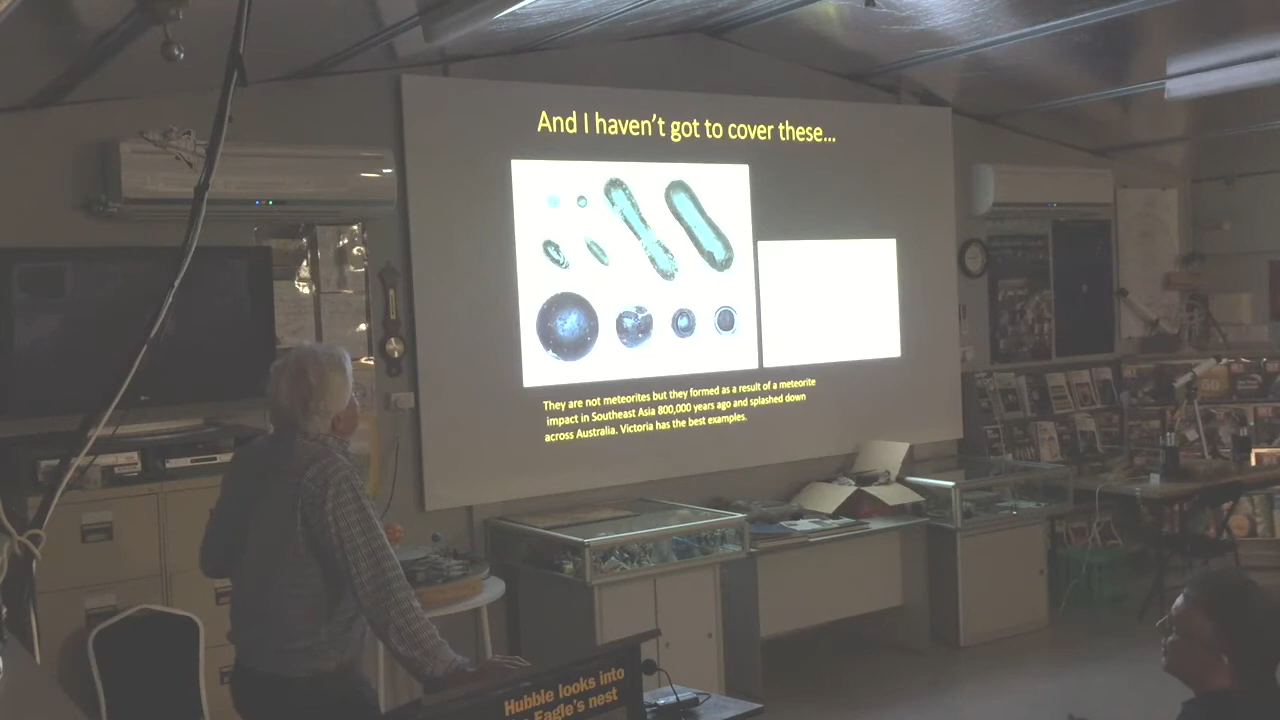 And I haven't got to cover these...
They are not meteorites but they formed as a result of a meteorite
impact in Southeast Asia 800,000 years ago and splashed down
across Australia. Victoria has the best examples.
Hubble looks into
Eagle's nest